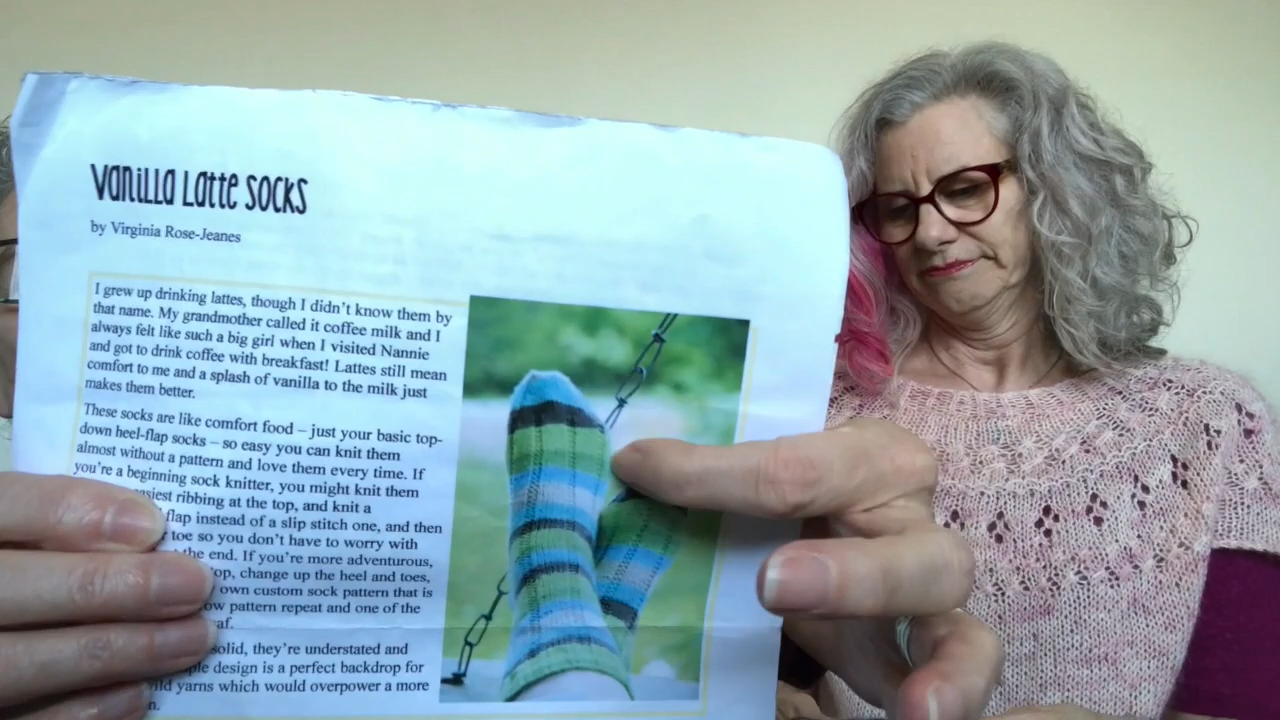 Vanilla Latte Socks
by Virginia Rose-Jeanes
I grew up drinking lattes, though I didn't know them by
that name. My grandmother called it coffee milk and I
always felt like such a big girl when I visited Nannie
and got to drink coffee with breakfast! Lattes still mean
comfort to me and a splash of vanilla to the milk just
makes them better.
These socks are like comfort food – just your basic top-
down heel-flap socks – so easy you can knit them
almost without a pattern and love them every time. If
you're a beginning sock knitter, you might knit them
ribbing at the top, and knit a
flap instead of a slip stitch one, and then
toe so you don't have to worry with
the end. If you're more adventurous,
change up the heel and toes,
own custom sock pattern that is
pattern repeat and one of the
solid, they're understated and
design is a perfect backdrop for
yarns which would overpower a more